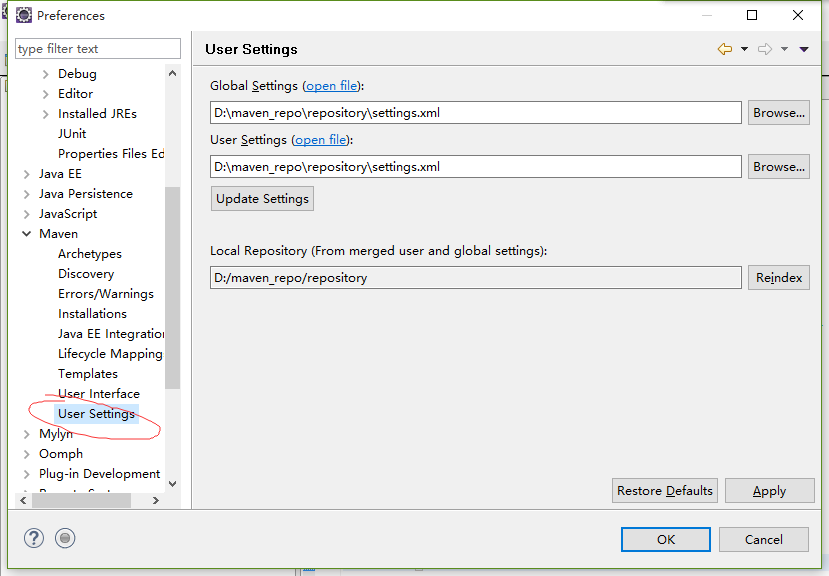 Preferences
type filter text
Debug
Editor
Installed JREs
JUnit
Properties Files Ed
Java EE
Java Persistence
JavaScript
Maven
Archetypes
Discovery
Errors/Warnings
Installations
Java EE Integration
Lifecycle Mapping
Templates
User Interface
User Settings
Mylyn
Oomph
Plug-in Development
User Settings
Global Settings (open file):
D:\maven_repo\repository\settings.xml
Browse...
User Settings (open file):
D:\maven_repo\repository\settings.xml
Browse...
Update Settings
Local Repository (From merged user and global settings):
D:/maven_repo/repository
Reindex
Restore Defaults
Apply
?
OK
Cancel